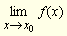 lim f(x)
x→x₀